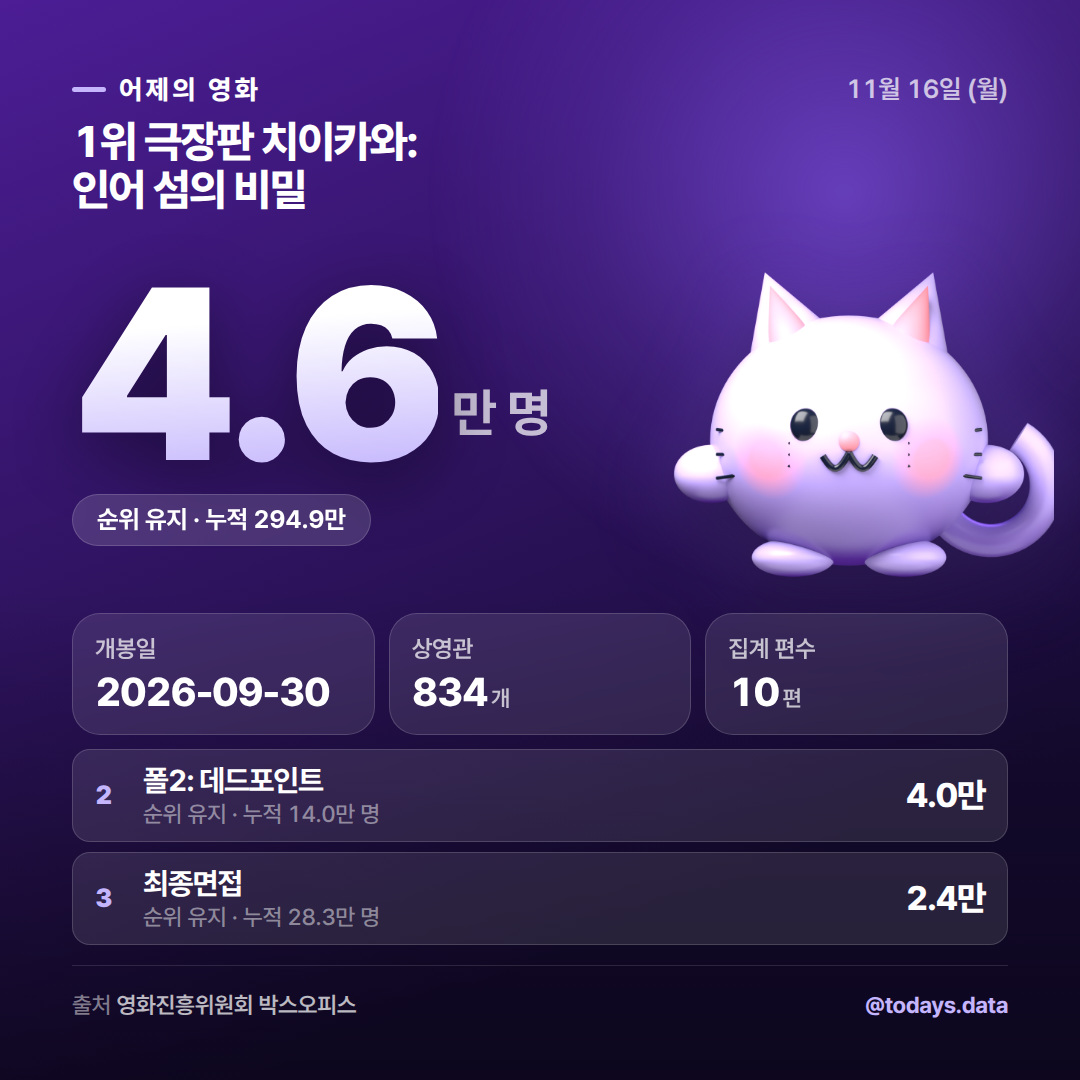 어제의 영화
11월 16일 (월)
1위 극장판 치이카와:
인어 섬의 비밀
4.6만 명
순위 유지 · 누적 294.9만
개봉일
2026-09-30
상영관
834개
집계 편수
10편
2
폴2: 데드포인트
순위 유지 · 누적 14.0만 명
4.0만
3
최종면접
순위 유지 · 누적 28.3만 명
2.4만
출처 영화진흥위원회 박스오피스
@todays.data